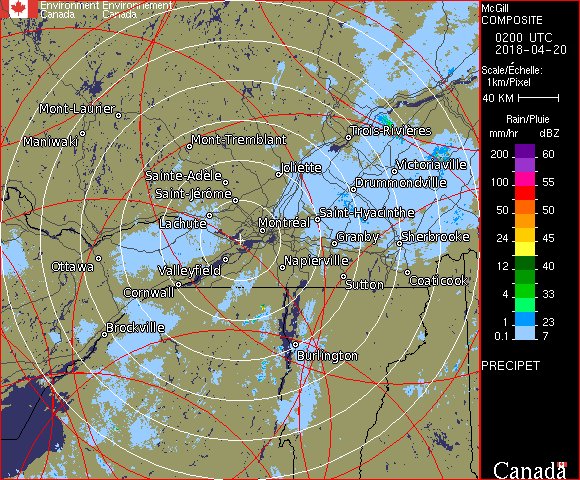 Environment Environnement
Canada Canada
McGill
COMPOSITE
0200 UTC
2018-04-20
Scale/Échelle:
1km/Pixel
40 KM
Rain/Pluie
mm/hr dBZ
200 60
150 57
100 55
50 50
24 45
12 40
4 33
1 23
0.1 7
PRECIPET
Canada
Mont-Laurier
Maniwaki
Mont-Tremblant
Trois-Rivières
Sainte-Adèle
Joliette
Victoriaville
Saint-Jérôme
Drummondville
Lachute
Saint-Hyacinthe
Montréal
Granby
Sherbrooke
Ottawa
Valleyfield
Napierville
Cornwall
Sutton
Coaticook
Brockville
Burlington